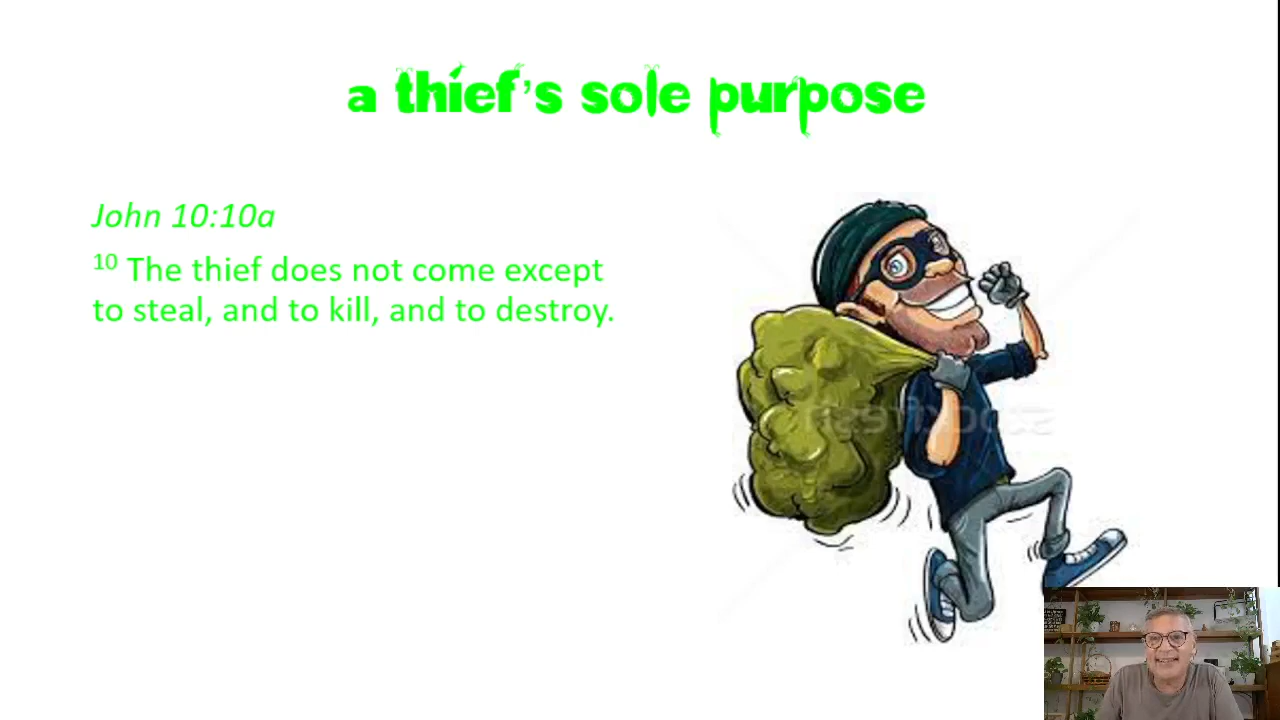 a thief's sole purpose
John 10:10a
10 The thief does not come except
to steal, and to kill, and to destroy.